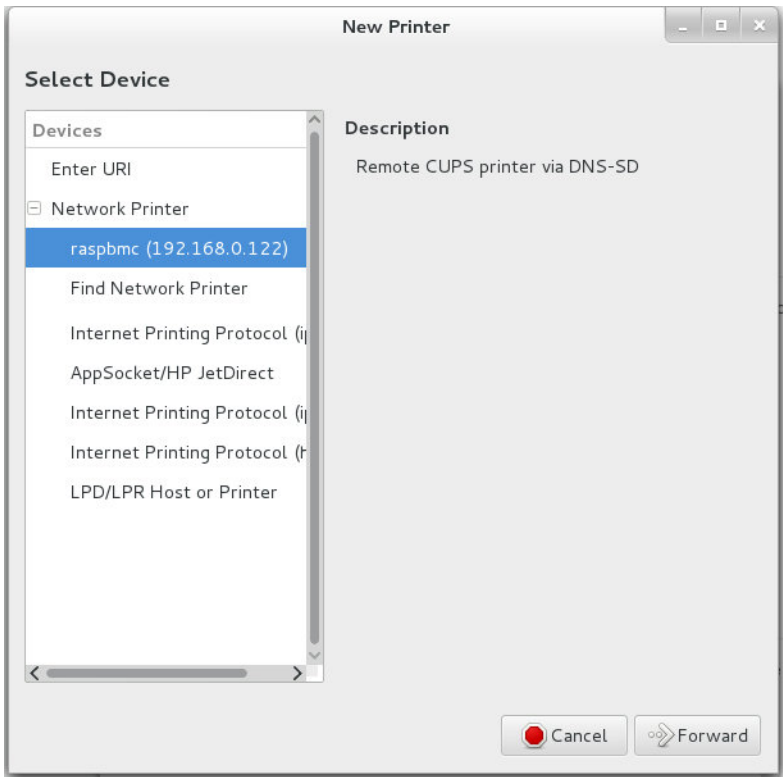 New Printer
Select Device
Devices
Enter URI
Network Printer
raspbmc (192.168.0.122)
Find Network Printer
Internet Printing Protocol
AppSocket/HP JetDirect
Internet Printing Protocol
Internet Printing Protocol
LPD/LPR Host or Printer
Description
Remote CUPS printer via DNS-SD
Cancel
Forward